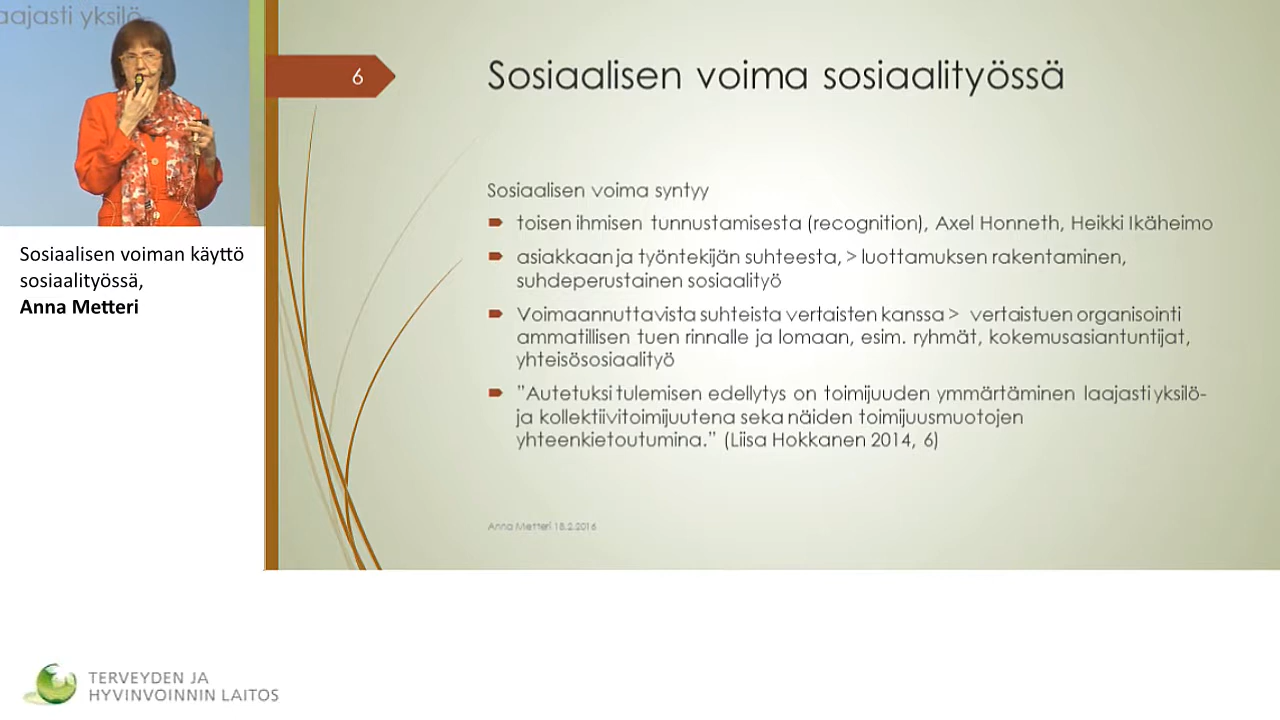 aajasti yksilö-
Sosiaalisen voiman käyttö
sosiaalityössä,
Anna Metteri
6
Sosiaalisen voima sosiaalityössä
Sosiaalisen voima syntyy
toisen ihmisen tunnustamisesta (recognition), Axel Honneth, Heikki Ikäheimo
asiakkaan ja työntekijän suhteesta, > luottamuksen rakentaminen,
suhdeperustainen sosiaalityö
Voimaannuttavista suhteista vertaisten kanssa > vertaistuen organisointi
ammatillisen tuen rinnalle ja lomaan, esim. ryhmät, kokemusasiantuntijat,
yhteisösosiaalityö
”Autetuksi tulemisen edellytys on toimijuuden ymmärtäminen laajasti yksilö-
ja kollektiivitoimijuutena seka näiden toimijuusmuotojen
yhteenkietoutumina.” (Liisa Hokkanen 2014, 6)
Anna Metteri 18.2.2016
TERVEYDEN JA
HYVINVOINNIN LAITOS